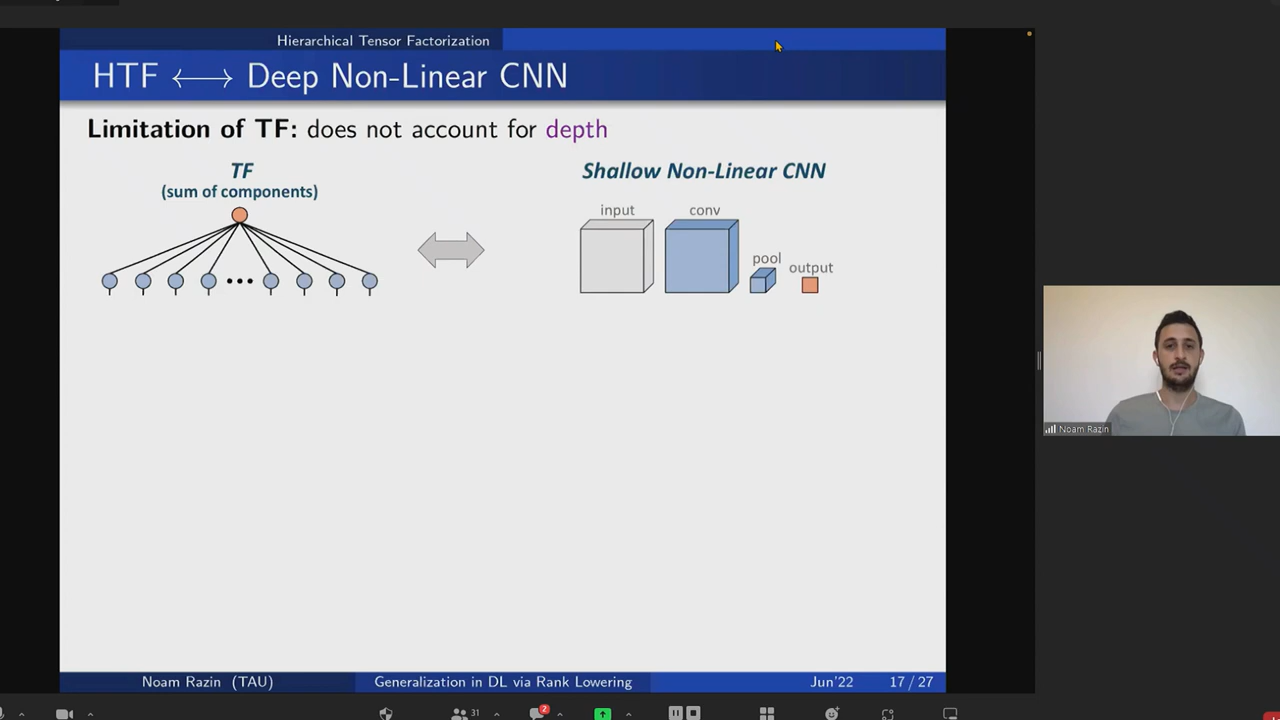 Hierarchical Tensor Factorization
HTF ⟷ Deep Non-Linear CNN
Limitation of TF: does not account for depth
TF
(sum of components)
Shallow Non-Linear CNN
input
conv
pool
output
Noam Razin
Noam Razin (TAU)
Generalization in DL via Rank Lowering
Jun'22
17 / 27
31
2